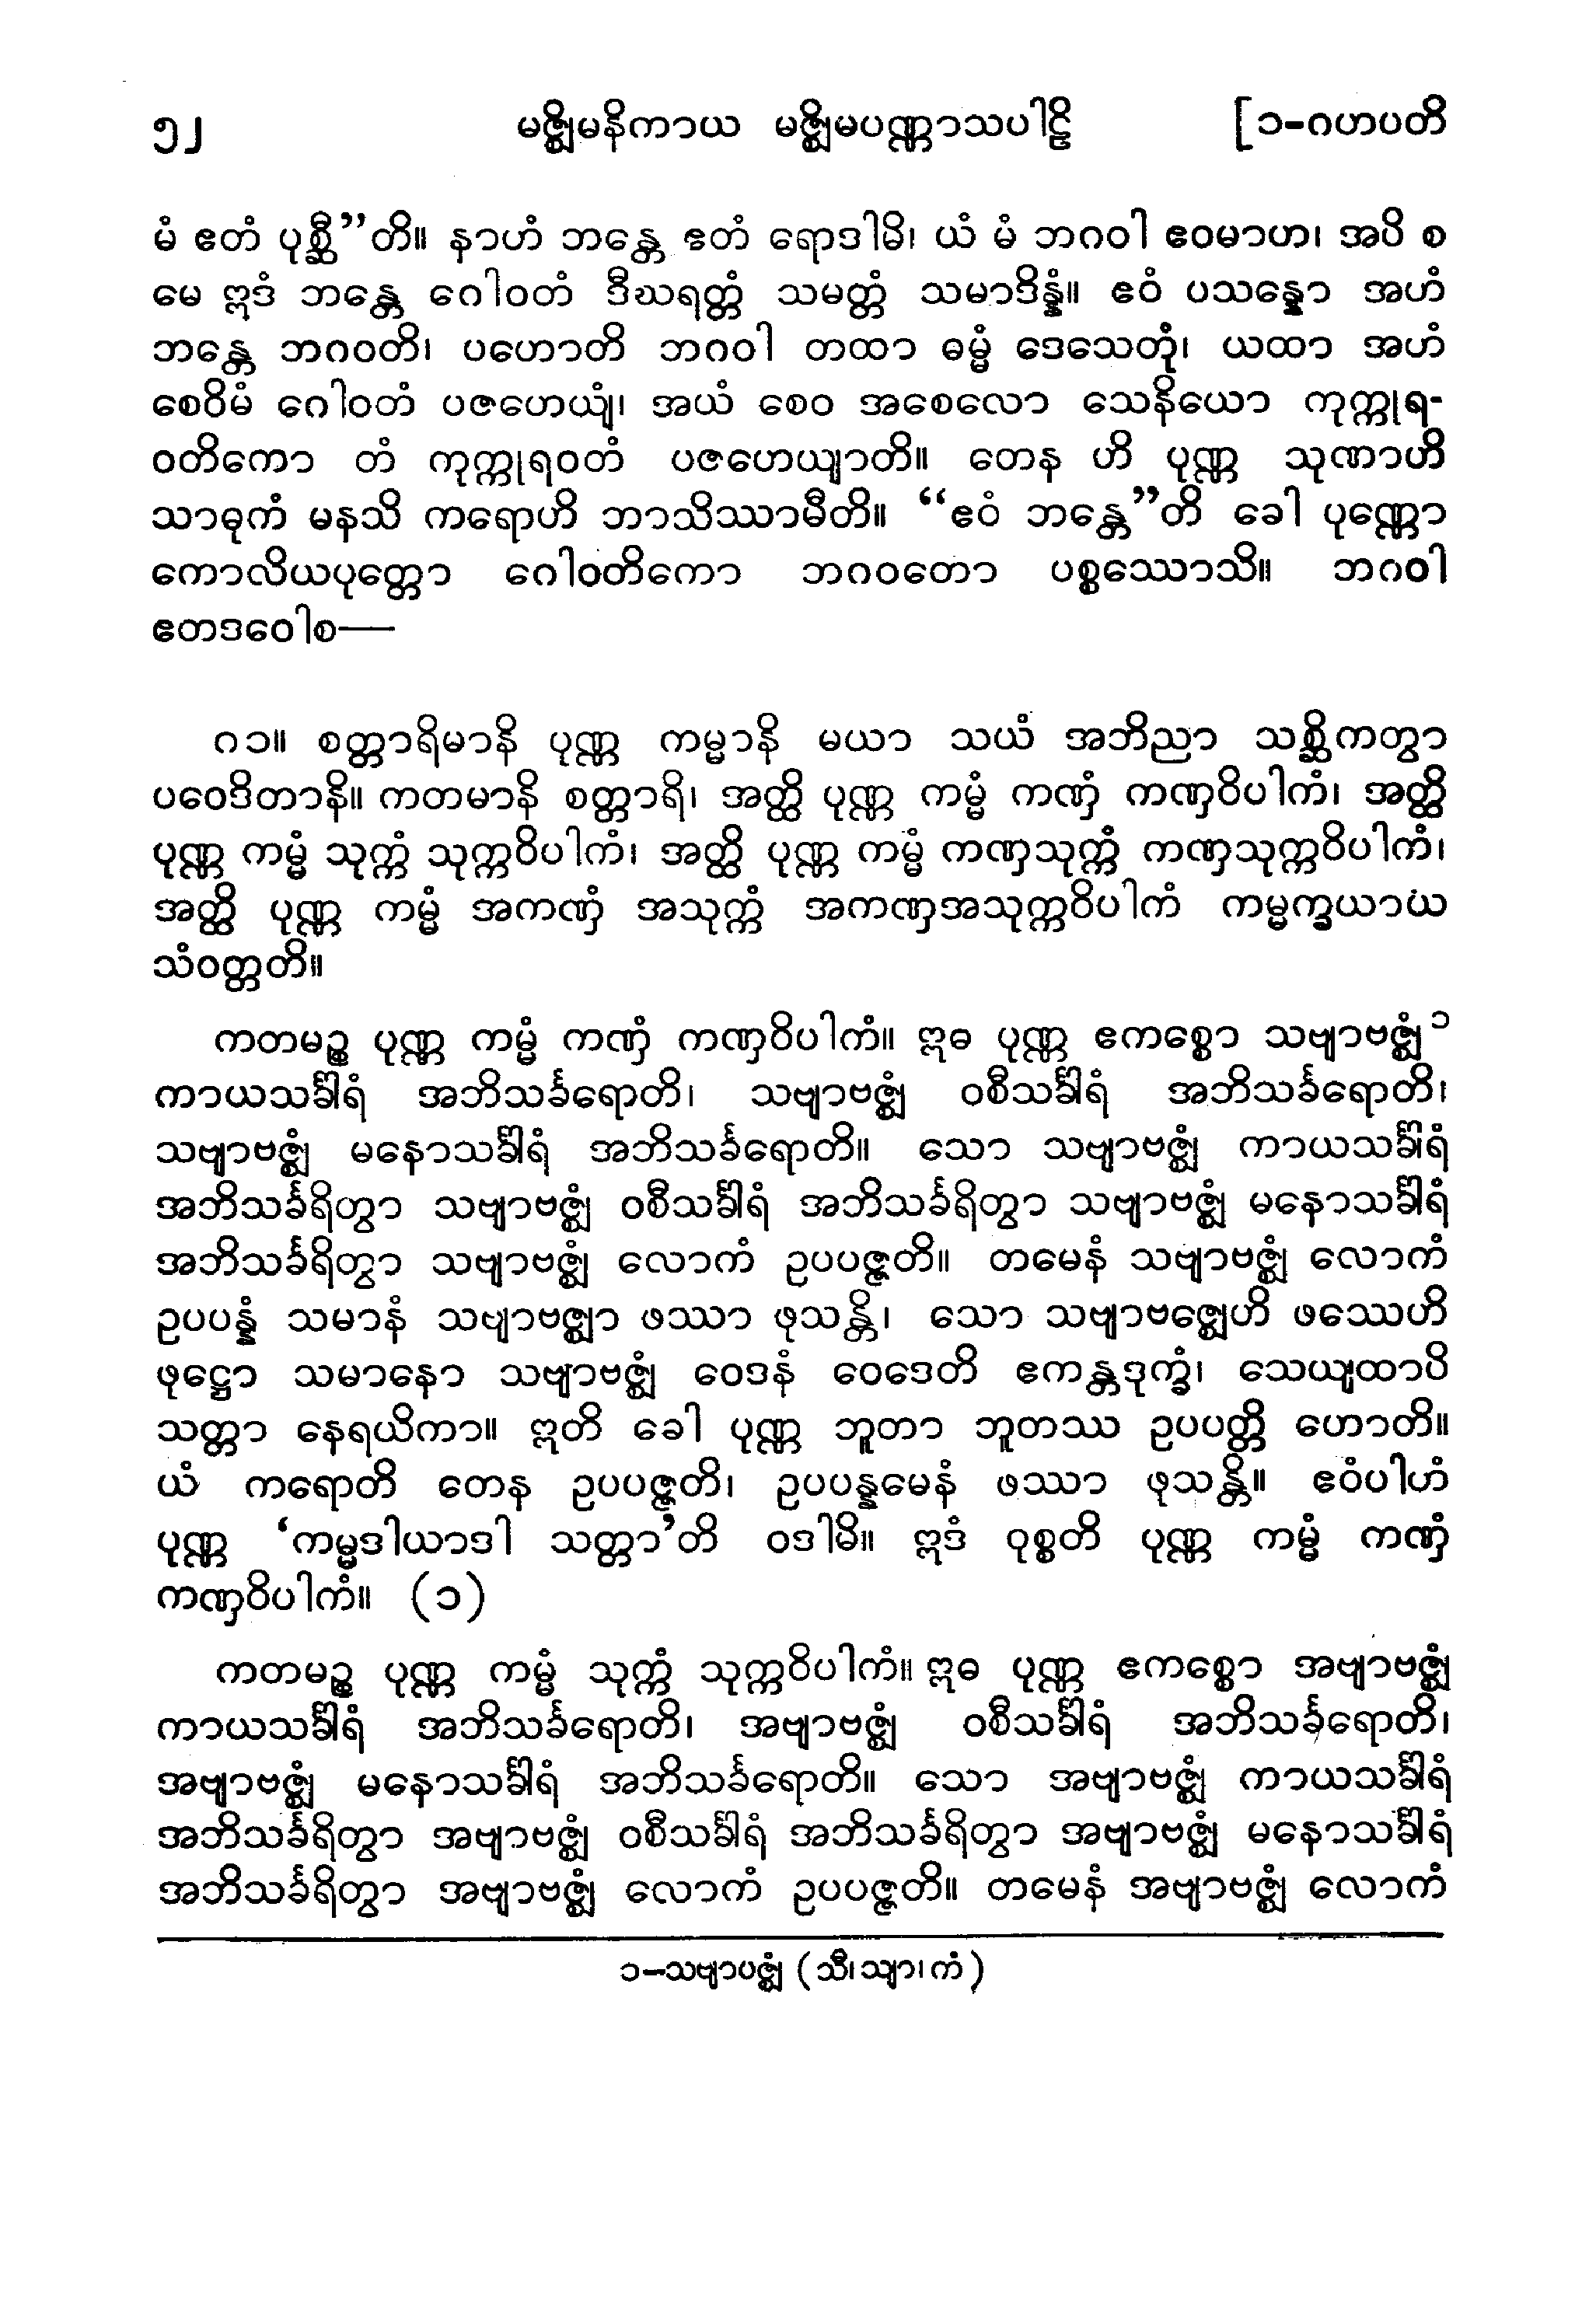 ၅၂ မဇ္ဈိမနိကာယ မဇ္ဈိမပဏ္ဏာသပါဠိ [၁-ဂဟပတိ
မံ ဧတံ ပုစ္ဆီ”တိ။ နာဟံ ဘန္တေ ဧတံ ရောဒါမိ၊ ယံ မံ ဘဂဝါ ဧဝမာဟ၊ အပိ စ
မေ ဣဒံ ဘန္တေ ဂေါဝတံ ဒီဃရတ္တံ သမတ္တံ သမာဒိန္နံ။ ဧဝံ ပသန္နော အဟံ
ဘန္တေ ဘဂဝတိ၊ ပဟောတိ ဘဂဝါ တထာ ဓမ္မံ ဒေသေတုံ၊ ယထာ အဟံ
စေဝိမံ ဂေါဝတံ ပဇဟေယျံ၊ အယံ စေဝ အစေလော သေနိယော ကုက္ကုရ-
ဝတိကော တံ ကုက္ကုရဝတံ ပဇဟေယျာတိ။ တေန ဟိ ပုဏ္ဏ သုဏာဟိ
သာဓုကံ မနသိ ကရောဟိ ဘာသိဿာမီတိ။ “ဧဝံ ဘန္တေ”တိ ခေါ ပုဏ္ဏော
ကောလိယပုတ္တော ဂေါဝတိကော ဘဂဝတော ပစ္စဿောသိ။ ဘဂဝါ
ဧတဒဝေါစ—
ဂ၁။ စတ္တာရိမာနိ ပုဏ္ဏ ကမ္မာနိ မယာ သယံ အဘိညာ သစ္ဆိကတွာ
ပဝေဒိတာနိ။ ကတမာနိ စတ္တာရိ၊ အတ္ထိ ပုဏ္ဏ ကမ္မံ ကဏှံ ကဏှဝိပါကံ၊ အတ္ထိ
ပုဏ္ဏ ကမ္မံ သုက္ကံ သုက္ကဝိပါကံ၊ အတ္ထိ ပုဏ္ဏ ကမ္မံ ကဏှသုက္ကံ ကဏှသုက္ကဝိပါကံ၊
အတ္ထိ ပုဏ္ဏ ကမ္မံ အကဏှံ အသုက္ကံ အကဏှအသုက္ကဝိပါကံ ကမ္မက္ခယာယ
သံဝတ္တတိ။
ကတမဉ္စ ပုဏ္ဏ ကမ္မံ ကဏှံ ကဏှဝိပါကံ။ ဣဓ ပုဏ္ဏ ဧကစ္စော သဗျာဗဇ္ဈံ၁
ကာယသင်္ခါရံ အဘိသင်္ခရောတိ၊ သဗျာဗဇ္ဈံ ဝစီသင်္ခါရံ အဘိသင်္ခရောတိ၊
သဗျာဗဇ္ဈံ မနောသင်္ခါရံ အဘိသင်္ခရောတိ။ သော သဗျာဗဇ္ဈံ ကာယသင်္ခါရံ
အဘိသင်္ခရိတွာ သဗျာဗဇ္ဈံ ဝစီသင်္ခါရံ အဘိသင်္ခရိတွာ သဗျာဗဇ္ဈံ မနောသင်္ခါရံ
အဘိသင်္ခရိတွာ သဗျာဗဇ္ဈံ လောကံ ဥပပဇ္ဇတိ။ တမေနံ သဗျာဗဇ္ဈံ လောကံ
ဥပပန္နံ သမာနံ သဗျာဗဇ္ဈာ ဖဿာ ဖုသန္တိ၊ သော သဗျာဗဇ္ဈေဟိ ဖဿေဟိ
ဖုဋ္ဌော သမာနော သဗျာဗဇ္ဈံ ဝေဒနံ ဝေဒေတိ ဧကန္တဒုက္ခံ၊ သေယျထာပိ
သတ္တာ နေရယိကာ။ ဣတိ ခေါ ပုဏ္ဏ ဘူတာ ဘူတဿ ဥပပတ္တိ ဟောတိ။
ယံ ကရောတိ တေန ဥပပဇ္ဇတိ၊ ဥပပန္နမေနံ ဖဿာ ဖုသန္တိ။ ဧဝံပါဟံ
ပုဏ္ဏ ‘ကမ္မဒါယာဒါ သတ္တာ’တိ ဝဒါမိ။ ဣဒံ ဝုစ္စတိ ပုဏ္ဏ ကမ္မံ ကဏှံ
ကဏှဝိပါကံ။ (၁)
ကတမဉ္စ ပုဏ္ဏ ကမ္မံ သုက္ကံ သုက္ကဝိပါကံ။ ဣဓ ပုဏ္ဏ ဧကစ္စော အဗျာဗဇ္ဈံ
ကာယသင်္ခါရံ အဘိသင်္ခရောတိ၊ အဗျာဗဇ္ဈံ ဝစီသင်္ခါရံ အဘိသင်္ခရောတိ၊
အဗျာဗဇ္ဈံ မနောသင်္ခါရံ အဘိသင်္ခရောတိ။ သော အဗျာဗဇ္ဈံ ကာယသင်္ခါရံ
အဘိသင်္ခရိတွာ အဗျာဗဇ္ဈံ ဝစီသင်္ခါရံ အဘိသင်္ခရိတွာ အဗျာဗဇ္ဈံ မနောသင်္ခါရံ
အဘိသင်္ခရိတွာ အဗျာဗဇ္ဈံ လောကံ ဥပပဇ္ဇတိ။ တမေနံ အဗျာဗဇ္ဈံ လောကံ
၁-သဗျာပဇ္ဈံ (သီ၊သျာ၊ကံ)